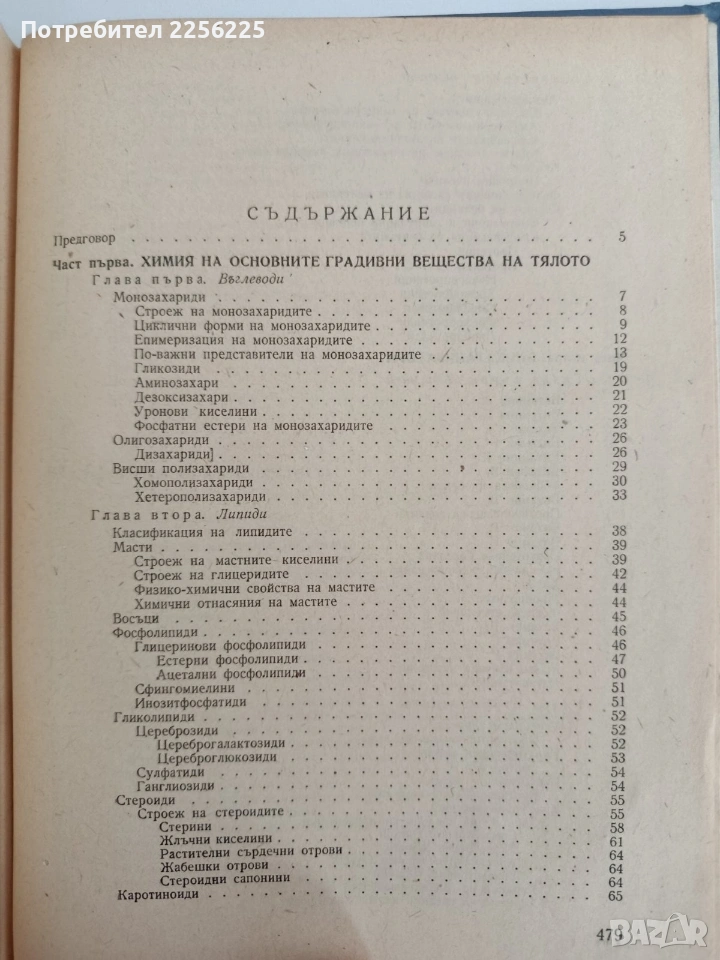 Потребител 2256225
СЪДЪРЖАНИЕ
Предговор . . . . . . . . . . 5
Част първа. ХИМИЯ НА ОСНОВНИТЕ ГРАДИВНИ ВЕЩЕСТВА НА ТЯЛОТО
Глава първа. Въглеводи
Монозахариди . . . . . . . . . . 7
Строеж на монозахаридите . . . . . . . . . . 8
Циклични форми на монозахаридите . . . . . . . . . . 9
Епимеризация на монозахаридите . . . . . . . . . . 12
По-важни представители на монозахаридите . . . . . . . . . . 13
Гликозиди . . . . . . . . . . 19
Аминозахари . . . . . . . . . . 20
Дезоксизахари . . . . . . . . . . 21
Уронови киселини . . . . . . . . . . 22
Фосфатни естери на монозахаридите . . . . . . . . . . 23
Олигозахариди . . . . . . . . . . 26
Дизахариди . . . . . . . . . . 26
Висши полизахариди . . . . . . . . . . 29
Хомополизахариди . . . . . . . . . . 30
Хетерополизахариди . . . . . . . . . . 33
Глава втора. Липиди
Класификация на липидите . . . . . . . . . . 38
Масти . . . . . . . . . . 39
Строеж на мастните киселини . . . . . . . . . . 39
Строеж на глицеридите . . . . . . . . . . 42
Физико-химични свойства на мастите . . . . . . . . . . 44
Химични отнасяния на мастите . . . . . . . . . . 44
Восъци . . . . . . . . . . 45
Фосфолипиди . . . . . . . . . . 46
Глицеринови фосфолипиди . . . . . . . . . . 46
Естерни фосфолипиди . . . . . . . . . . 47
Ацетални фосфолипиди . . . . . . . . . . 50
Сфингомиелини . . . . . . . . . . 51
Инозитфосфатиди . . . . . . . . . . 51
Гликолипиди . . . . . . . . . . 52
Цереброзиди . . . . . . . . . . 52
Цереброгалактозиди . . . . . . . . . . 52
Цереброглюкозиди . . . . . . . . . . 53
Сулфатиди . . . . . . . . . . 54
Ганглиозиди . . . . . . . . . . 54
Стероиди . . . . . . . . . . 55
Строеж на стероидите . . . . . . . . . . 55
Стерини . . . . . . . . . . 58
Жлъчни киселини . . . . . . . . . . 61
Растителни сърдечни отрови . . . . . . . . . . 64
Жабешки отрови . . . . . . . . . . 64
Стероидни сапонини . . . . . . . . . . 64
Каротиноиди . . . . . . . . . . 65
479
BAZAR